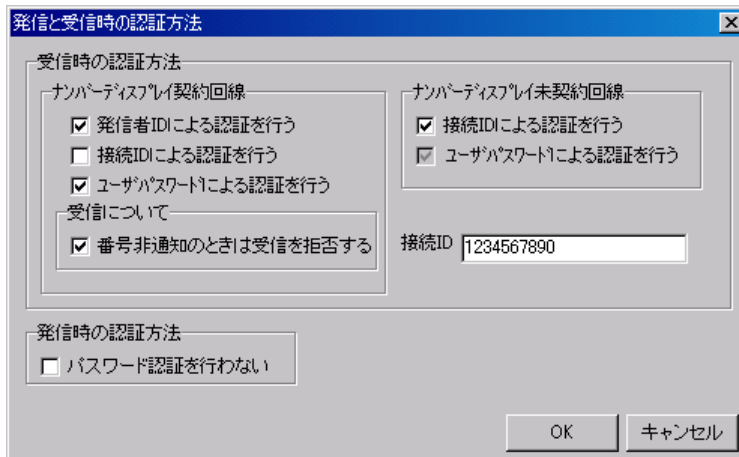 発信と受信時の認証方法
受信時の認証方法
ナンバーディスプレイ契約回線
発信者IDによる認証を行う
接続IDによる認証を行う
ユーザパスワードによる認証を行う
受信について
番号非通知のときは受信を拒否する
ナンバーディスプレイ未契約回線
接続IDによる認証を行う
ユーザパスワードによる認証を行う
接続ID 1234567890
発信時の認証方法
パスワード認証を行わない
OK キャンセル